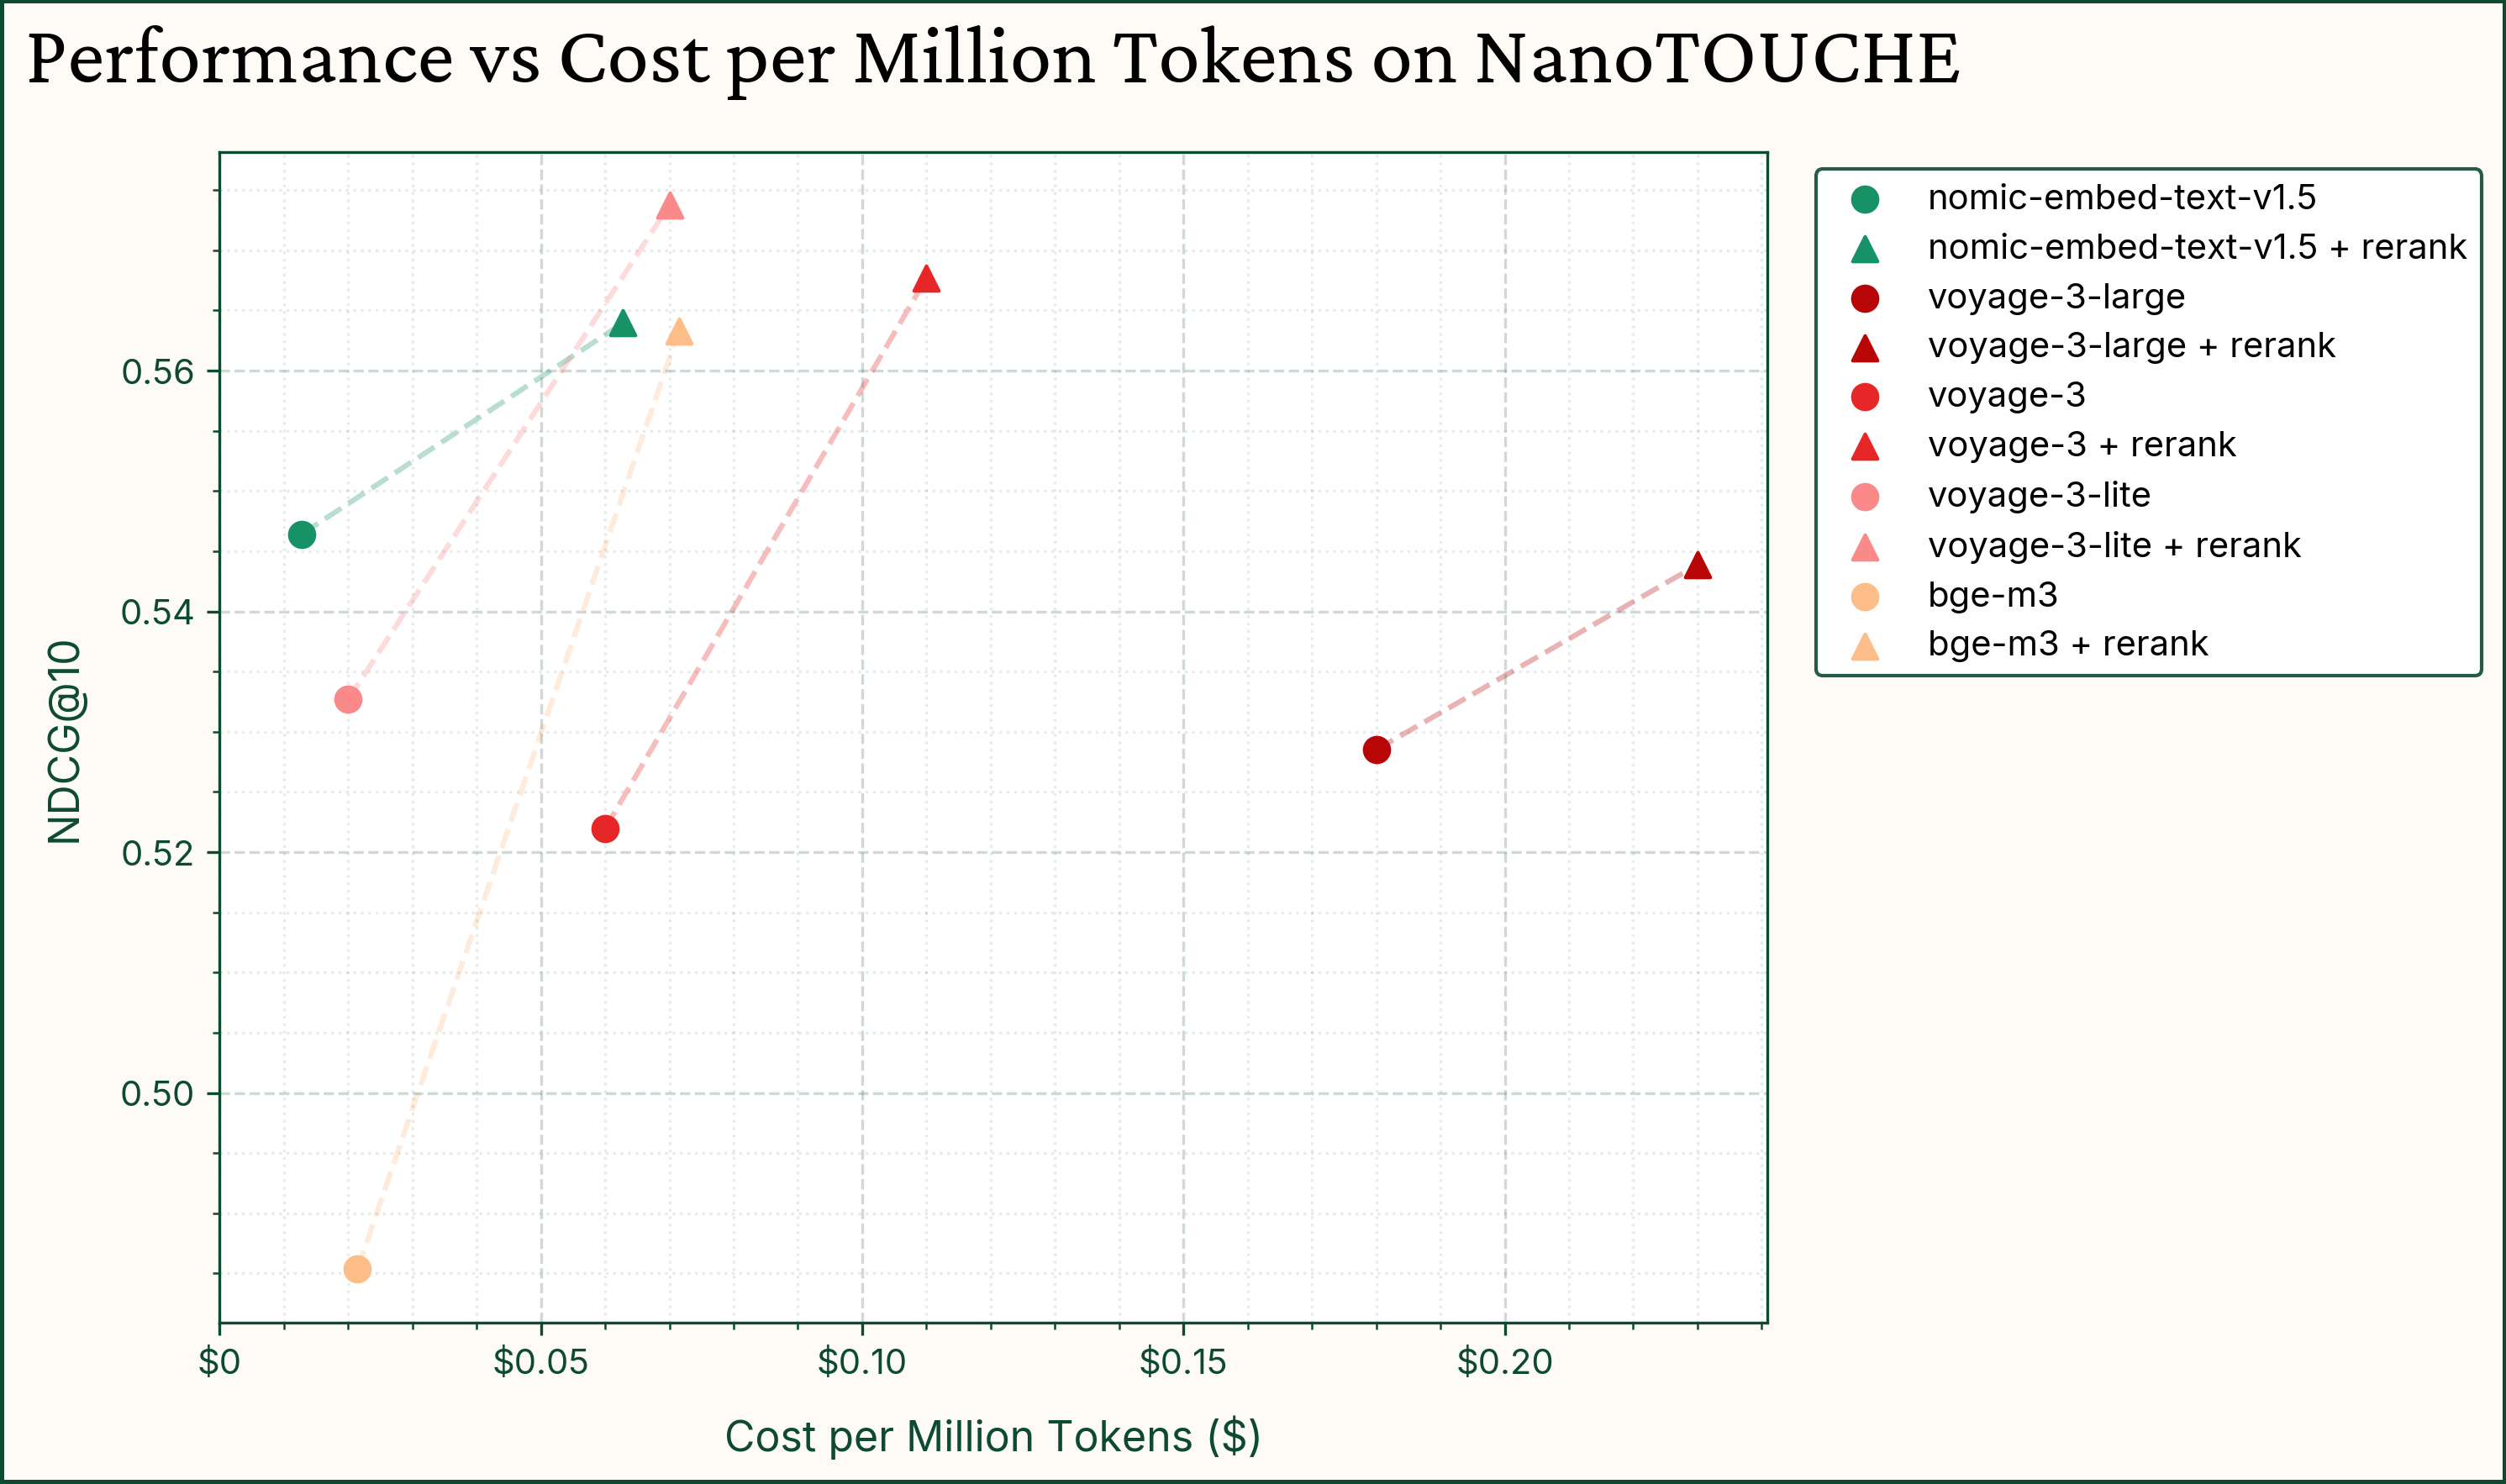 Performance vs Cost per Million Tokens on NanoTOUCHE
nomic-embed-text-v1.5
nomic-embed-text-v1.5 + rerank
voyage-3-large
voyage-3-large + rerank
voyage-3
voyage-3 + rerank
voyage-3-lite
voyage-3-lite + rerank
bge-m3
bge-m3 + rerank
NDCG@10
0.56
0.54
0.52
0.50
$0 $0.05 $0.10 $0.15 $0.20
Cost per Million Tokens ($)